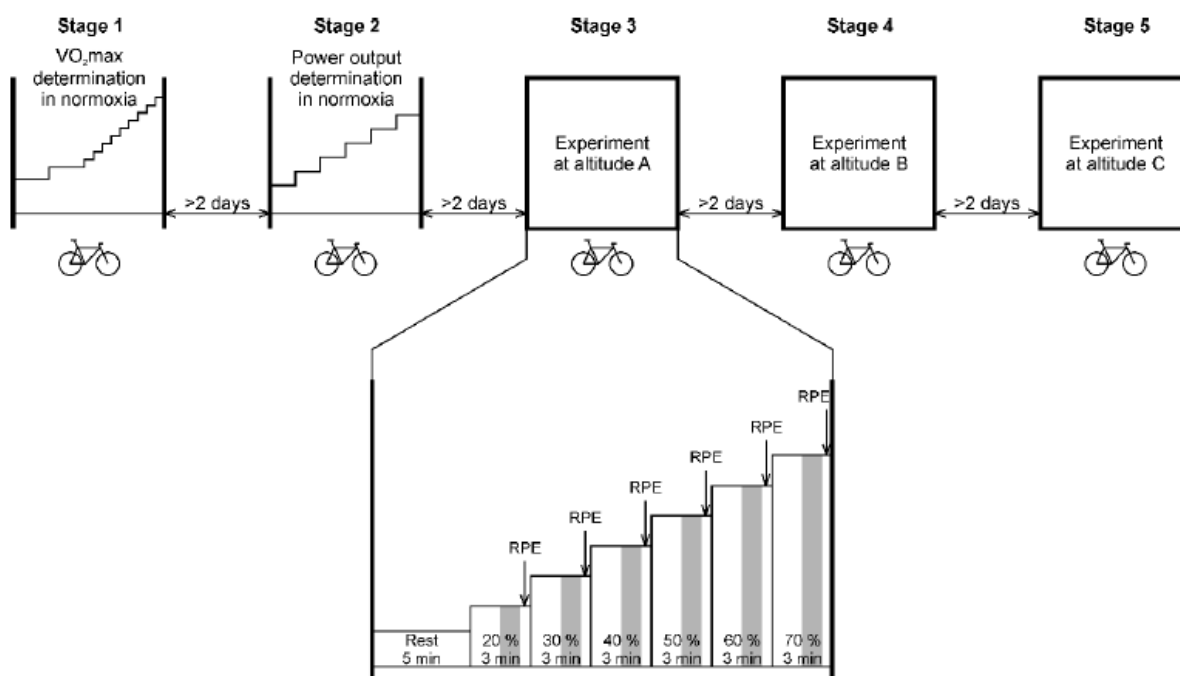 Stage 1
VO₂max
determination
in normoxia
Stage 2
Power output
determination
in normoxia
Stage 3
Experiment
at altitude A
Stage 4
Experiment
at altitude B
Stage 5
Experiment
at altitude C
>2 days
>2 days
>2 days
>2 days
RPE
RPE
RPE
RPE
RPE
RPE
Rest
5 min
20 %
3 min
30 %
3 min
40 %
3 min
50 %
3 min
60 %
3 min
70 %
3 min